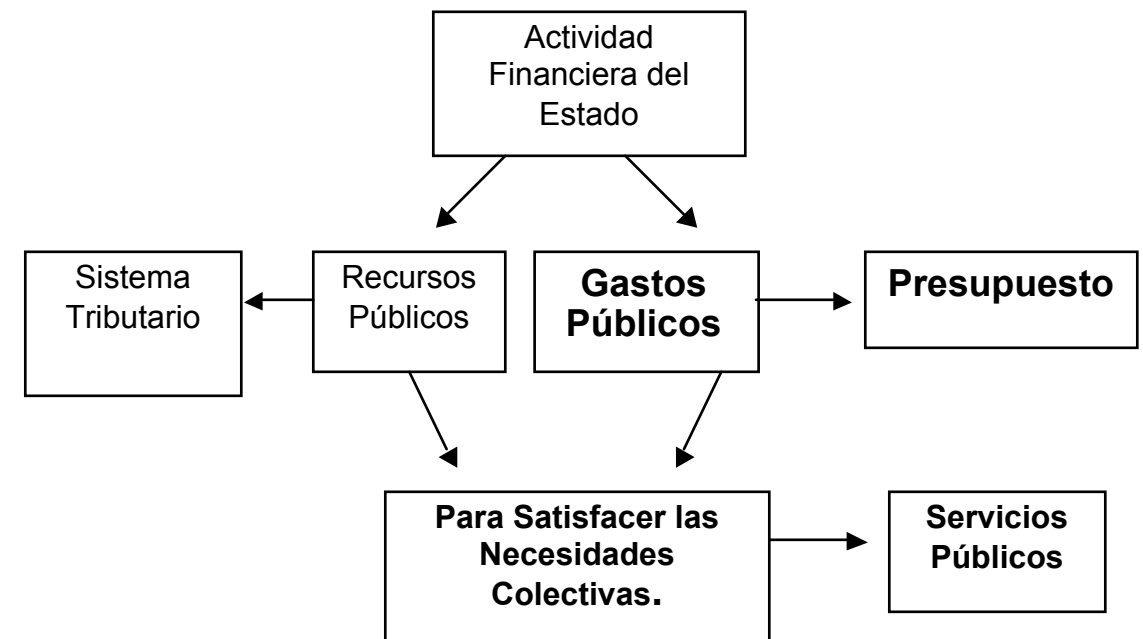 Actividad
Financiera del
Estado
Sistema
Tributario
Recursos
Públicos
Gastos
Públicos
Presupuesto
Para Satisfacer las
Necesidades
Colectivas.
Servicios
Públicos